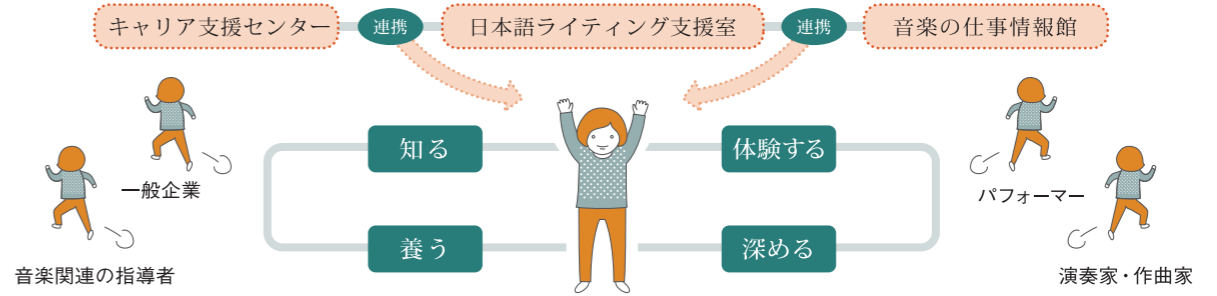 キャリア支援センター
連携
日本語ライティング支援室
連携
音楽の仕事情報館
知る
体験する
一般企業
パフォーマー
養う
深める
音楽関連の指導者
演奏家・作曲家